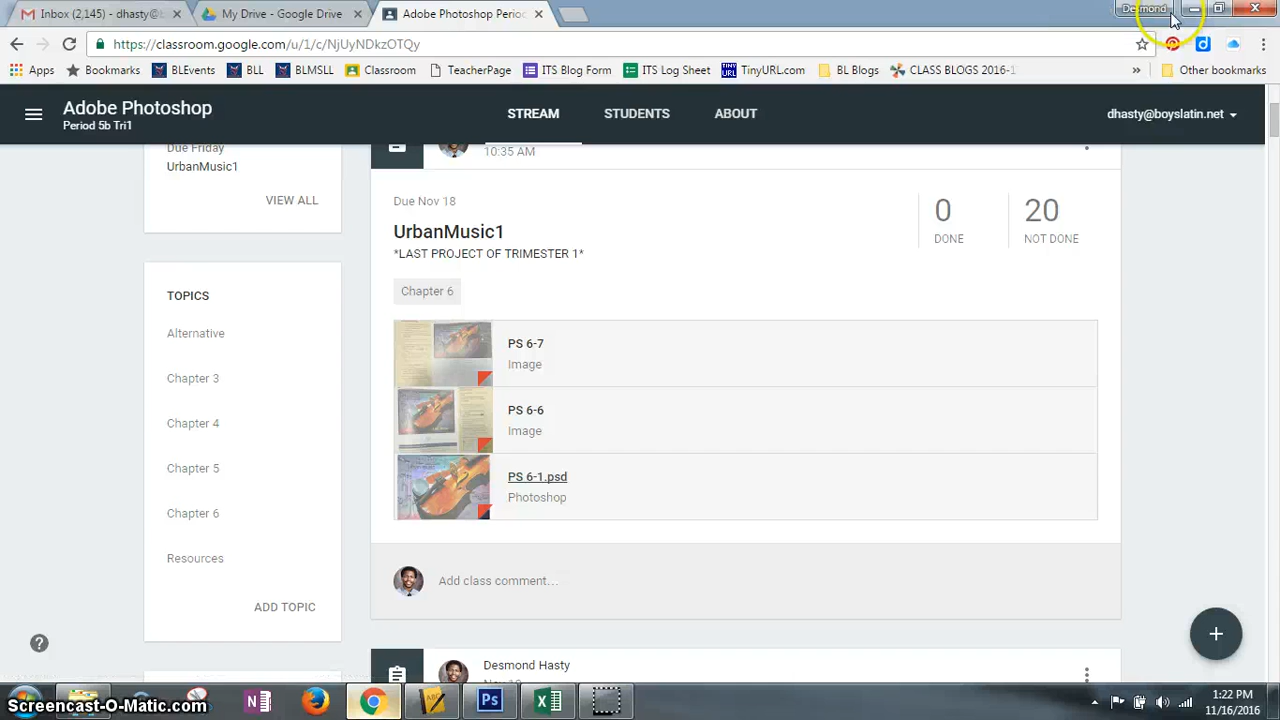 Inbox (2,145) - dhasty@b
My Drive - Google Drive
Adobe Photoshop Perio
Desmond
https://classroom.google.com/u/1/c/NjUyNDkzOTQy
Apps
Bookmarks
BLEvents
BLL
BLMSLL
Classroom
TeacherPage
ITS Blog Form
ITS Log Sheet
TinyURL.com
BL Blogs
CLASS BLOGS 2016-1
»
Other bookmarks
Adobe Photoshop
Period 5b Tri1
STREAM
STUDENTS
ABOUT
dhasty@boyslatin.net
Due Friday
UrbanMusic1
VIEW ALL
TOPICS
Alternative
Chapter 3
Chapter 4
Chapter 5
Chapter 6
Resources
ADD TOPIC
10:35 AM
Due Nov 18
UrbanMusic1
*LAST PROJECT OF TRIMESTER 1*
0
DONE
20
NOT DONE
Chapter 6
PS 6-7
Image
PS 6-6
Image
PS 6-1.psd
Photoshop
Add class comment...
Desmond Hasty
?
+
Screencast-O-Matic.com
Ps
1:22 PM
11/16/2016